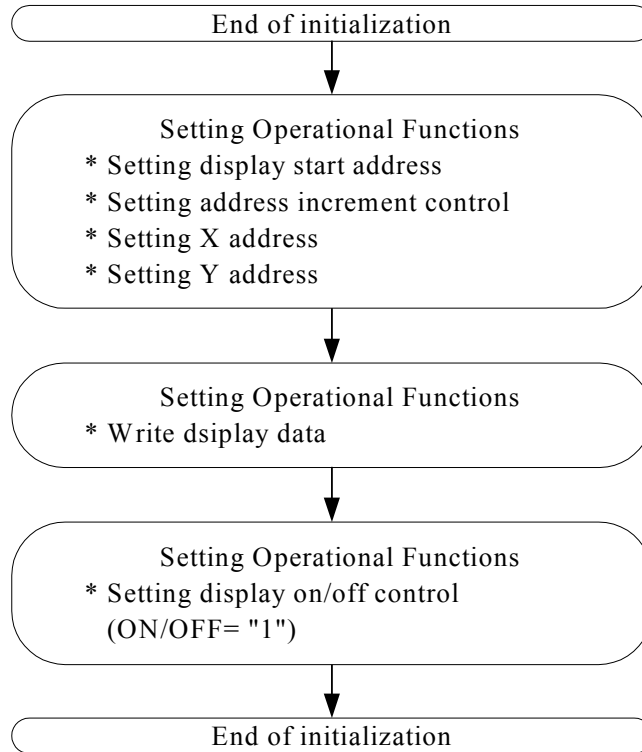 End of initialization
Setting Operational Functions
* Setting display start address
* Setting address increment control
* Setting X address
* Setting Y address
Setting Operational Functions
* Write dsiplay data
Setting Operational Functions
* Setting display on/off control
(ON/OFF= "1")
End of initialization